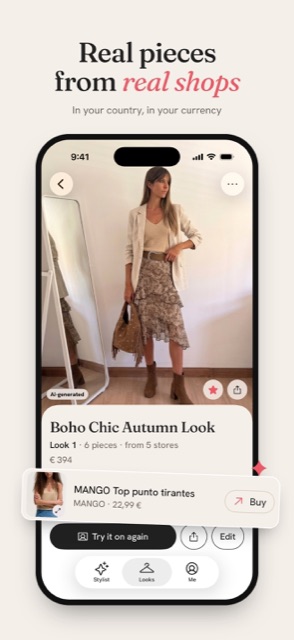 Real pieces
from real shops
In your country, in your currency
9:41
AI-generated
Boho Chic Autumn Look
Look 1 · 6 pieces · from 5 stores
€ 394
MANGO Top punto tirantes
MANGO · 22,99 €
Buy
Try it on again
Edit
Stylist
Looks
Me